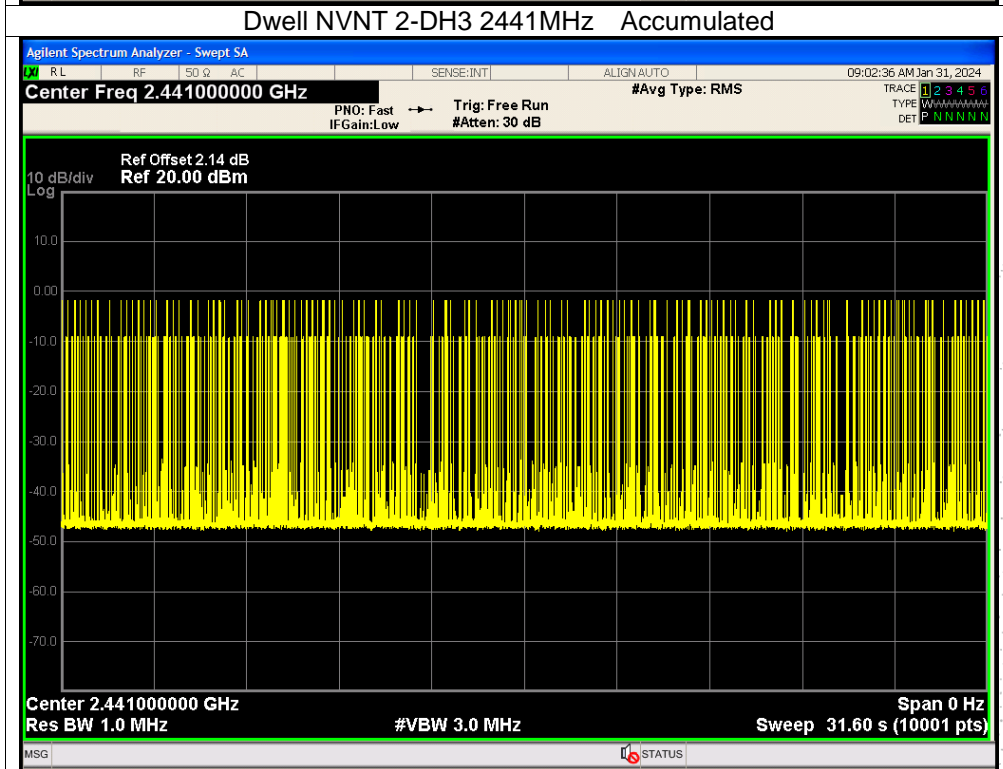 Dwell NVNT 2-DH3 2441MHz Accumulated
Agilent Spectrum Analyzer - Swept SA
LXI RL RF 50 Ω AC SENSE:INT ALIGN AUTO 09:02:36 AM Jan 31, 2024
Center Freq 2.441000000 GHz #Avg Type: RMS TRACE 1 2 3 4 5 6
PNO: Fast Trig: Free Run TYPE WWWWWW
IFGain:Low #Atten: 30 dB DET P N N N N N
Ref Offset 2.14 dB
10 dB/div Ref 20.00 dBm
Log
10.0
0.00
-10.0
-20.0
-30.0
-40.0
-50.0
-60.0
-70.0
Center 2.441000000 GHz Span 0 Hz
Res BW 1.0 MHz #VBW 3.0 MHz Sweep 31.60 s (10001 pts)
MSG STATUS